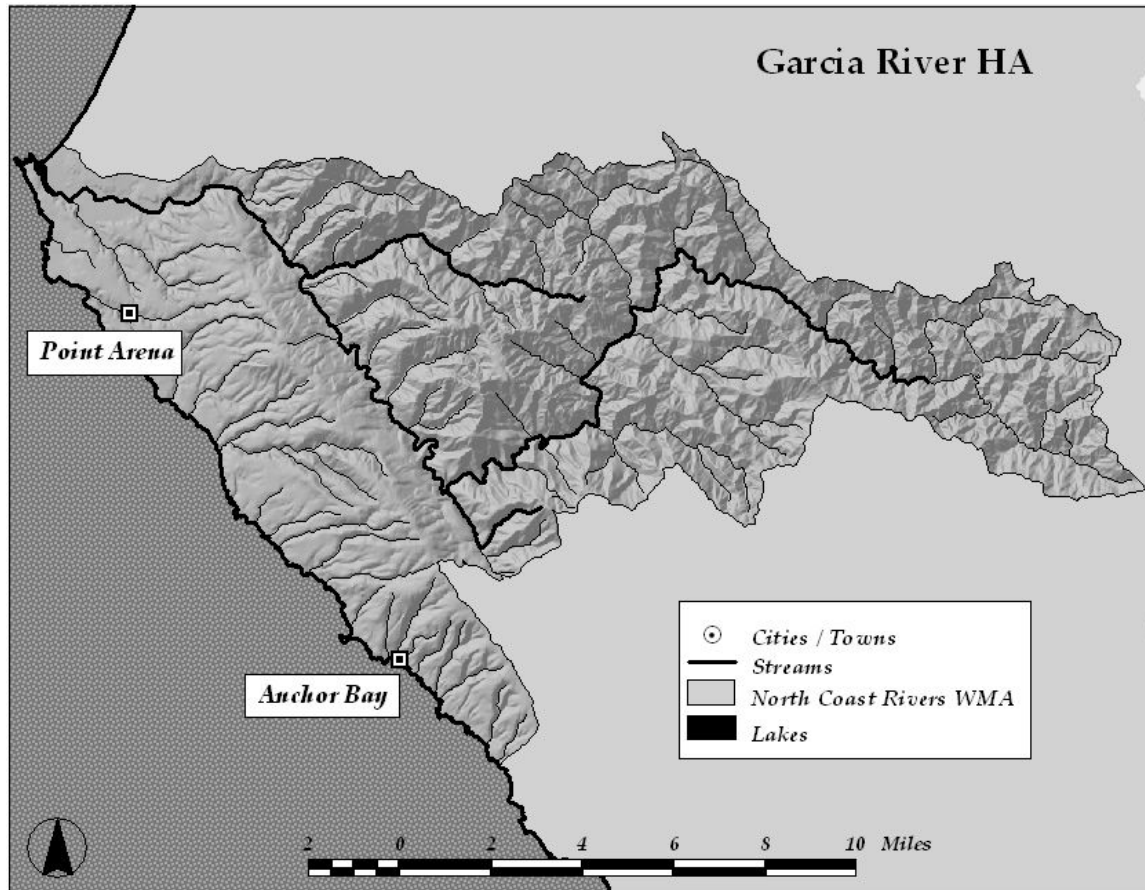 Garcia River HA
Point Arena
Anchor Bay
Cities / Towns
Streams
North Coast Rivers WMA
Lakes
2 0 2 4 6 8 10 Miles